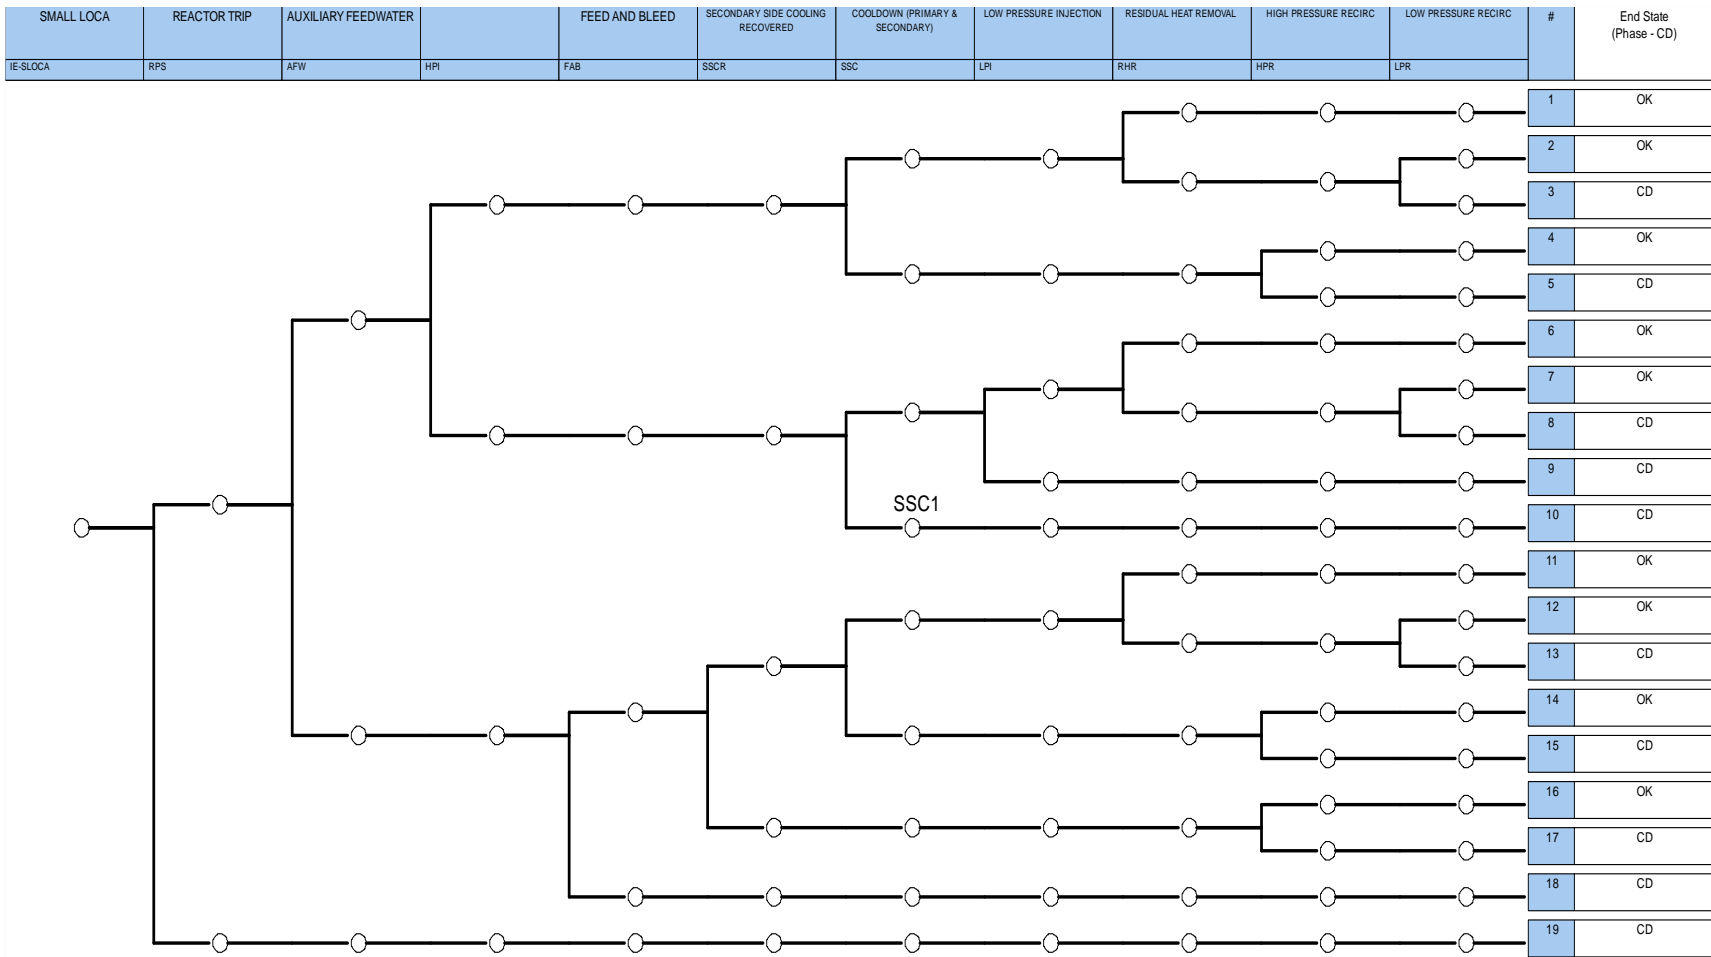 SMALL LOCA
REACTOR TRIP
AUXILIARY FEEDWATER
FEED AND BLEED
SECONDARY SIDE COOLING
RECOVERED
COOLDOWN (PRIMARY &
SECONDARY)
LOW PRESSURE INJECTION
RESIDUAL HEAT REMOVAL
HIGH PRESSURE RECIRC
LOW PRESSURE RECIRC
#
End State
(Phase - CD)
IE-SLOCA
RPS
AFW
HPI
FAB
SSCR
SSC
LPI
RHR
HPR
LPR
1 OK
2 OK
3 CD
4 OK
5 CD
6 OK
7 OK
8 CD
9 CD
SSC1
10 CD
11 OK
12 OK
13 CD
14 OK
15 CD
16 OK
17 CD
18 CD
19 CD